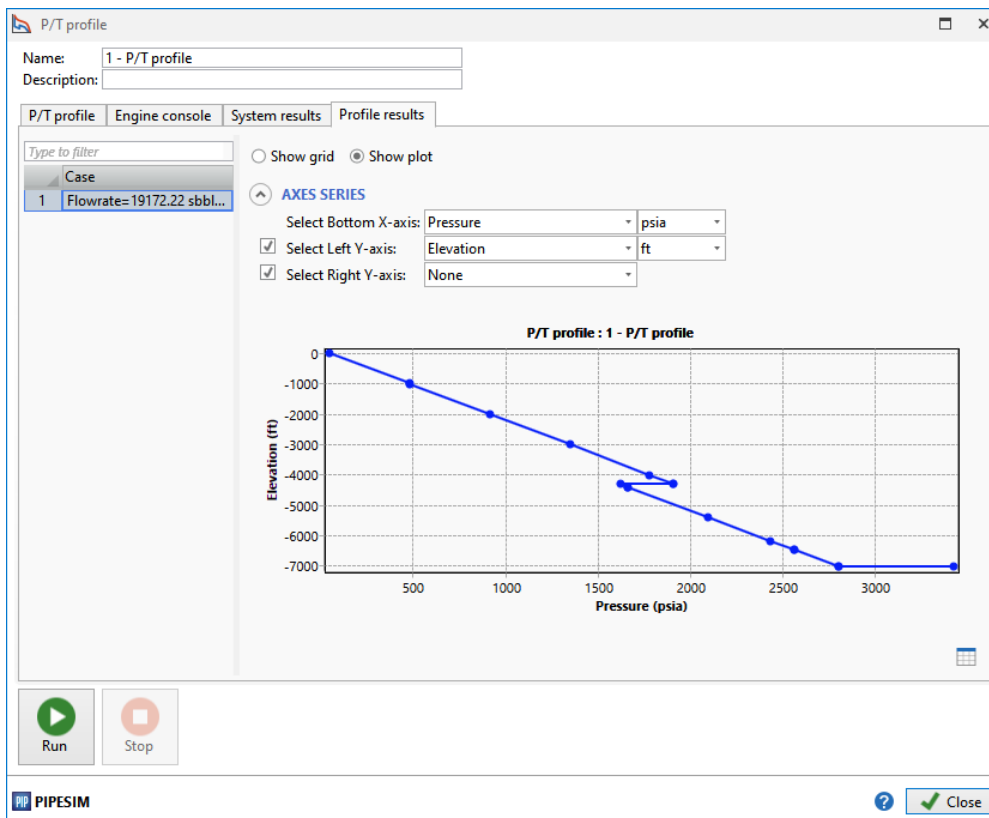 P/T profile
Name: 1 - P/T profile
Description:
P/T profile Engine console System results Profile results
Type to filter
Case
1 Flowrate=19172.22 sbbl...
Show grid Show plot
AXES SERIES
Select Bottom X-axis: Pressure psia
Select Left Y-axis: Elevation ft
Select Right Y-axis: None
P/T profile : 1 - P/T profile
Elevation (ft)
0
-1000
-2000
-3000
-4000
-5000
-6000
-7000
500 1000 1500 2000 2500 3000
Pressure (psia)
Run Stop
PIP PIPESIM
? Close